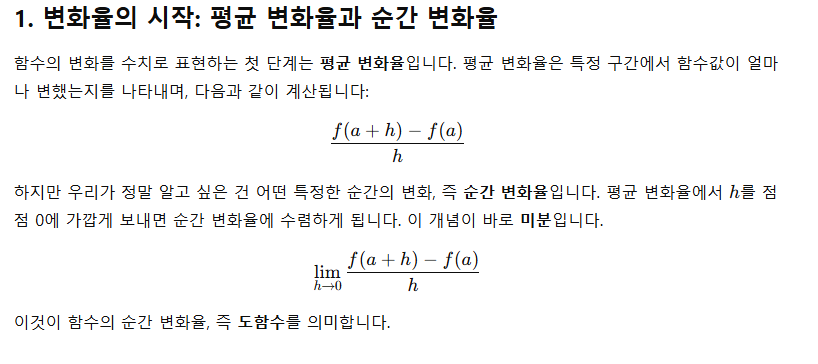 1. 변화율의 시작: 평균 변화율과 순간 변화율
함수의 변화를 수치로 표현하는 첫 단계는 평균 변화율입니다. 평균 변화율은 특정 구간에서 함수값이 얼마
나 변했는지를 나타내며, 다음과 같이 계산됩니다:
f(a + h) − f(a)
h
하지만 우리가 정말 알고 싶은 건 어떤 특정한 순간의 변화, 즉 순간 변화율입니다. 평균 변화율에서 h를 점
점 0에 가깝게 보내면 순간 변화율에 수렴하게 됩니다. 이 개념이 바로 미분입니다.
lim h→0 f(a + h) − f(a)
h
이것이 함수의 순간 변화율, 즉 도함수를 의미합니다.